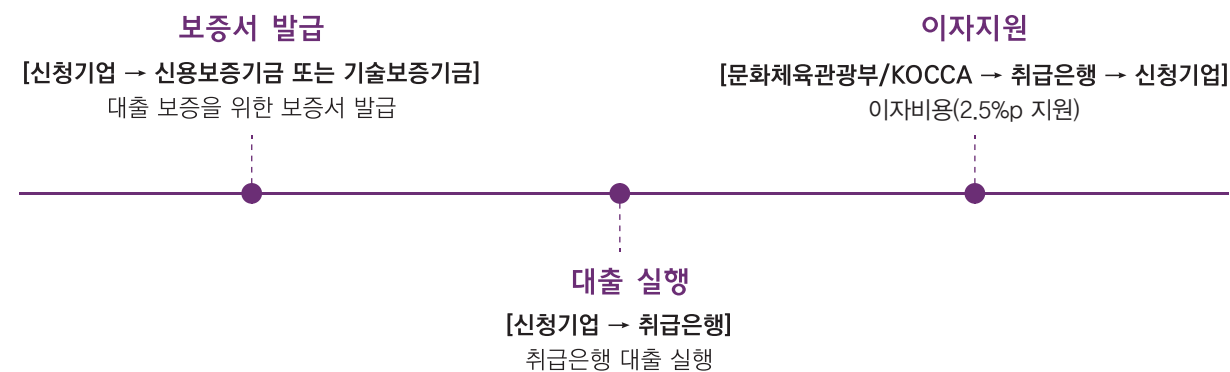 보증서 발급
[신청기업 → 신용보증기금 또는 기술보증기금]
대출 보증을 위한 보증서 발급
대출 실행
[신청기업 → 취급은행]
취급은행 대출 실행
이자지원
[문화체육관광부/KOCCA → 취급은행 → 신청기업]
이자비용(2.5%p 지원)